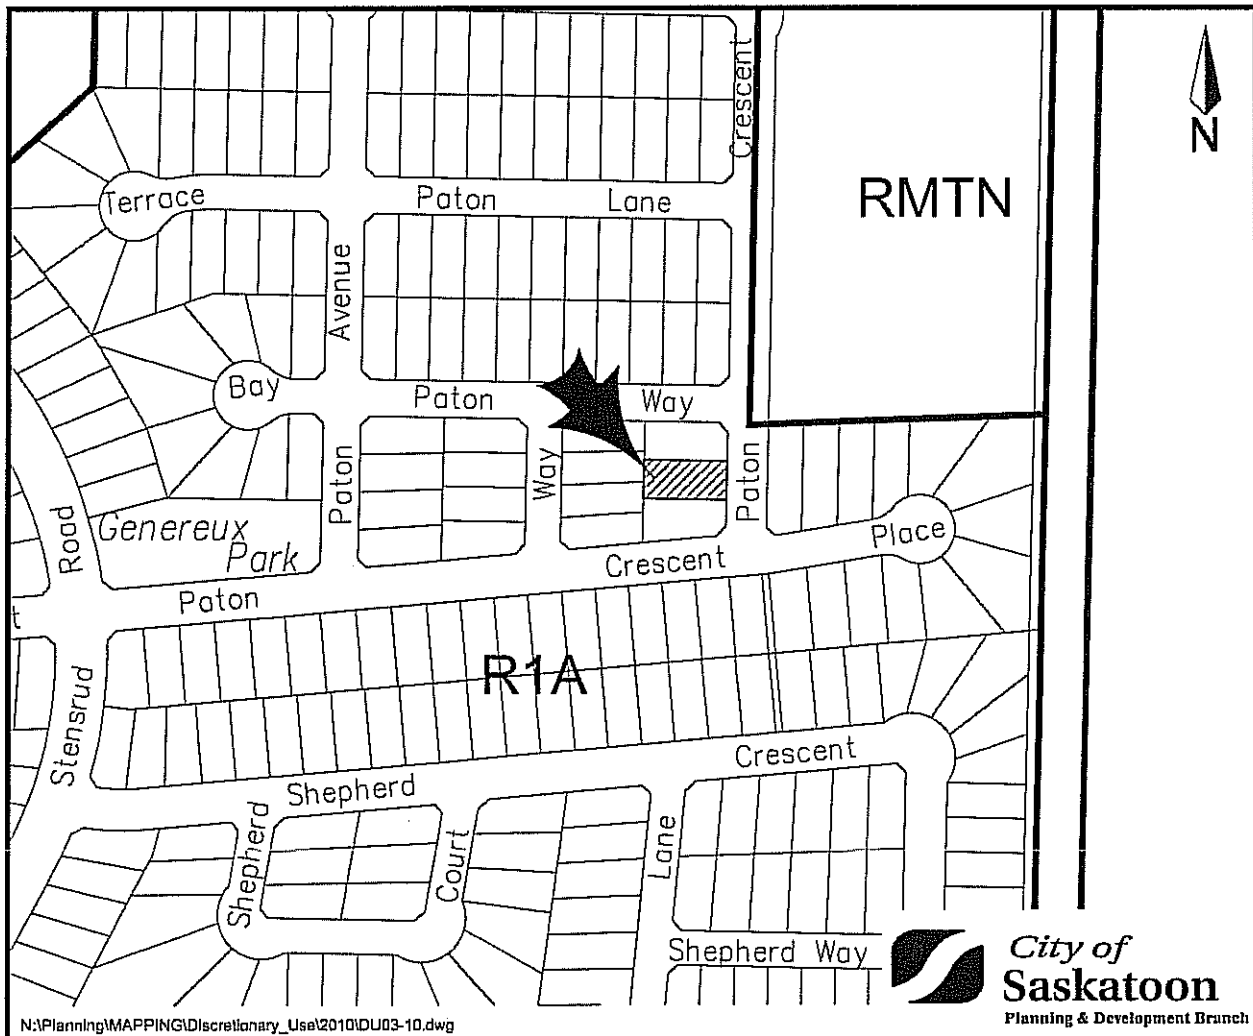 Crescent
N
Terrace
Paton Lane
RMTN
Avenue
Bay
Paton Way
Paton
Way
Paton
Genereux
Park
Road
Place
Crescent
Paton
t
R1A
Stensrud
Crescent
Shepherd
Shepherd
Court
Lane
Shepherd Way
City of
Saskatoon
Planning & Development Branch
N:\Planning\MAPPING\Discretionary_Use\2010\DU03-10.dwg